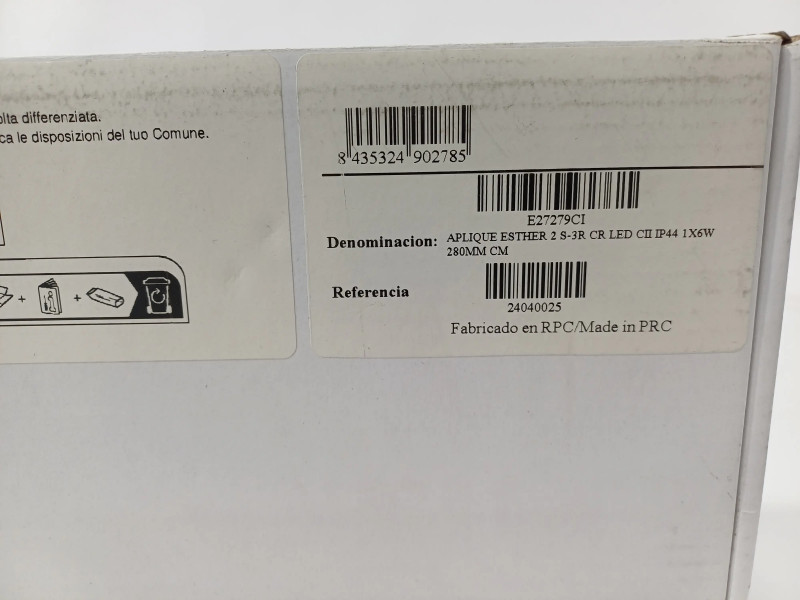 olta differenziata.
ca le disposizioni del tuo Comune.
8 435324 902785
E27279CI
Denominacion: APLIQUE ESTHER 2 S-3R CR LED CII IP44 1X6W
280MM CM
Referencia
24040025
Fabricado en RPC/Made in PRC